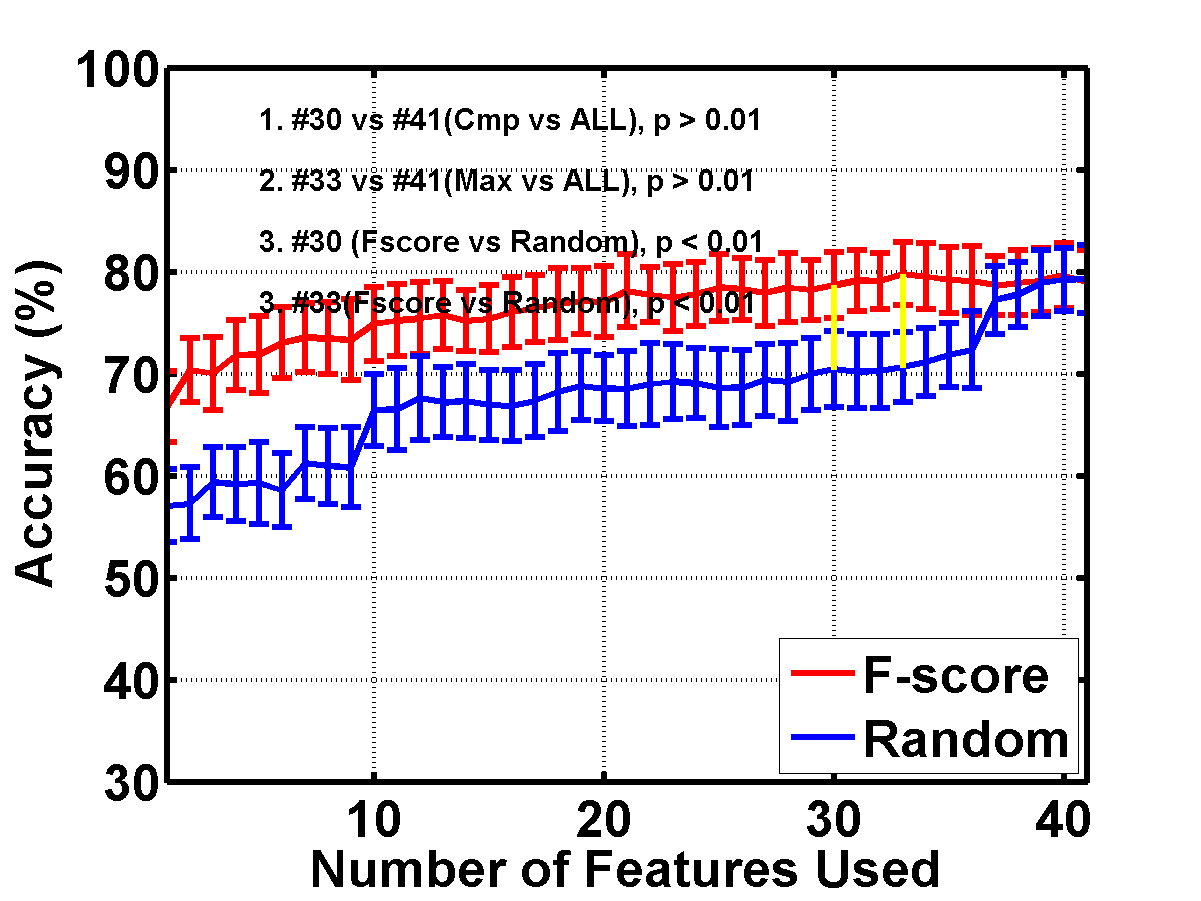 100
90
80
70
60
50
40
30
Accuracy (%)
1. #30 vs #41(Cmp vs ALL), p > 0.01
2. #33 vs #41(Max vs ALL), p > 0.01
3. #30 (Fscore vs Random), p < 0.01
3. #33(Fscore vs Random), p < 0.01
F-score
Random
10 20 30 40
Number of Features Used